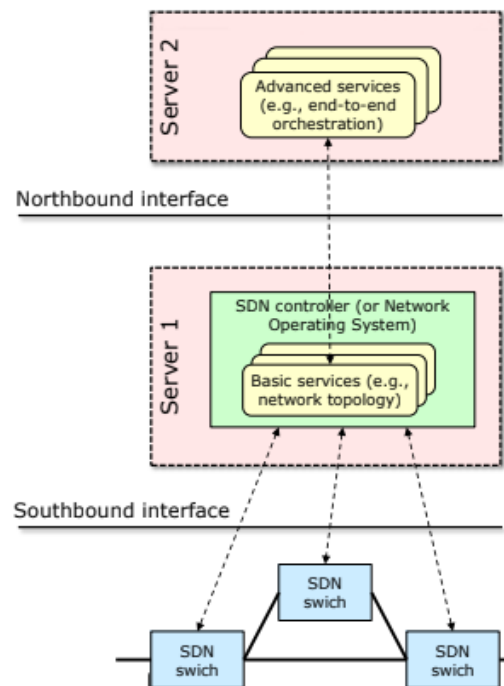 Server 2
Advanced services
(e.g., end-to-end
orchestration)
Northbound interface
Server 1
SDN controller (or Network
Operating System)
Basic services (e.g.,
network topology)
Southbound interface
SDN
swich
SDN
swich
SDN
swich